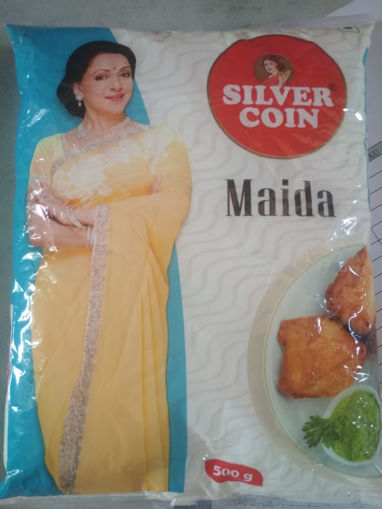 SILVER
COIN
Maida
500 g